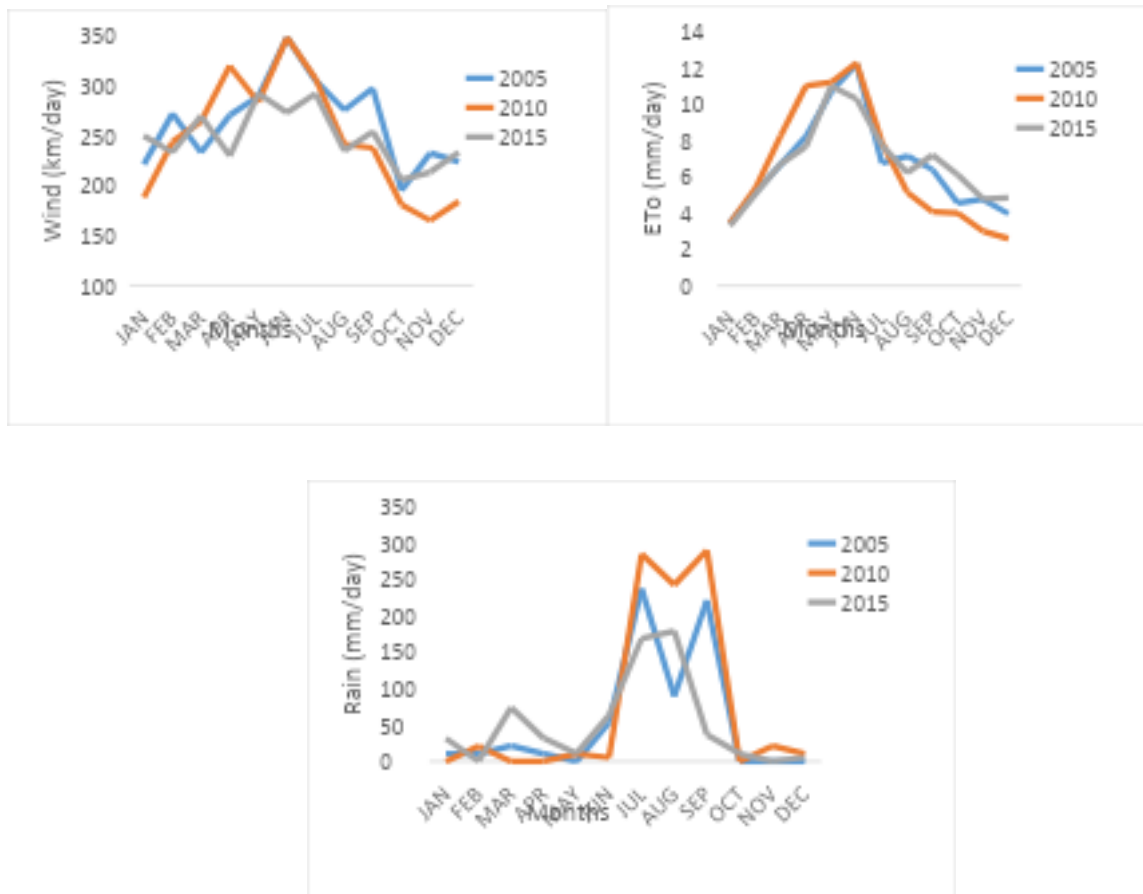 350
300
250
200
150
100
Wind (km/day)
JAN
FEB
MAR
APR
MAY
JUN
JUL
AUG
SEP
OCT
NOV
DEC
Months
2005
2010
2015
14
12
10
8
6
4
2
0
ETo (mm/day)
JAN
FEB
MAR
APR
MAY
JUN
JUL
AUG
SEP
OCT
NOV
DEC
Months
2005
2010
2015
350
300
250
200
150
100
50
0
Rain (mm/day)
JAN
FEB
MAR
APR
MAY
JUN
JUL
AUG
SEP
OCT
NOV
DEC
Months
2005
2010
2015